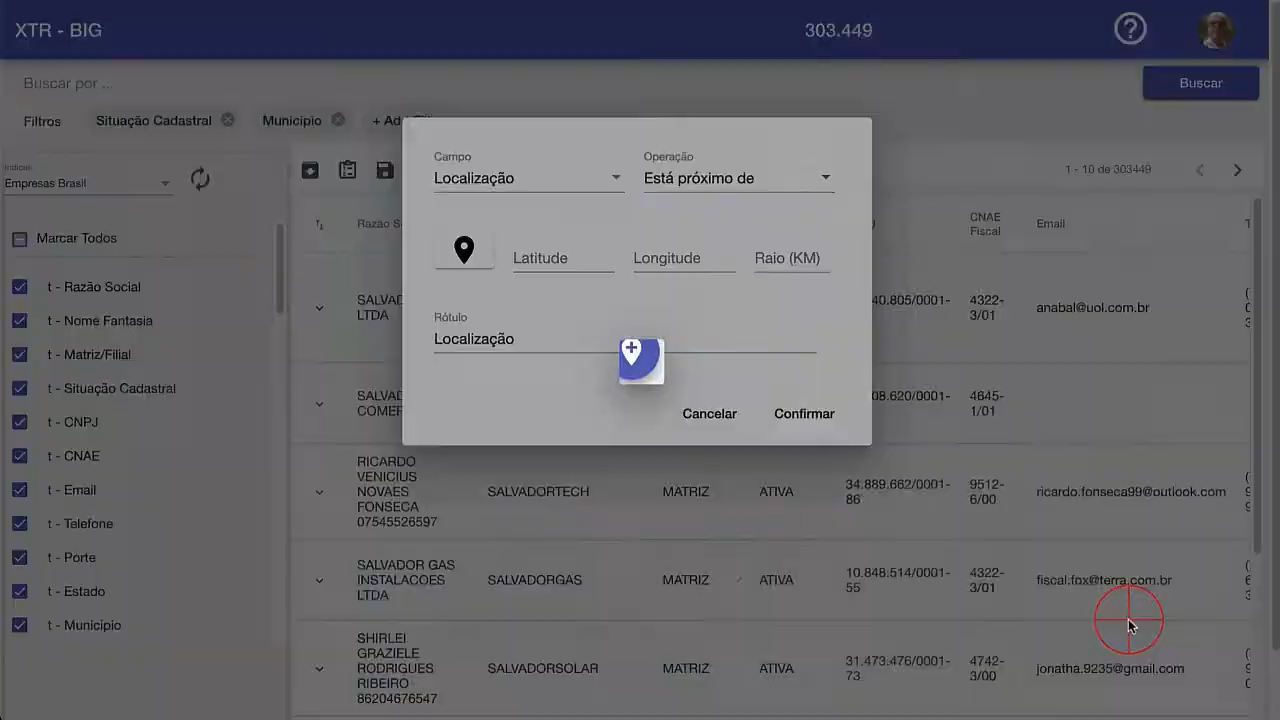 XTR - BIG
303.449
Buscar por ...
Buscar
Filtros
Situação Cadastral
Municipio
1 - 10 de 303449
Empresas Brasil
Marcar Todos
t - Razão Social
t - Nome Fantasia
t - Matriz/Filial
t - Situação Cadastral
t - CNPJ
t - CNAE
t - Email
t - Telefone
t - Porte
t - Estado
t - Municipio
Campo
Localização
Operação
Está próximo de
Latitude
Longitude
Raio (KM)
Rótulo
Localização
Cancelar
Confirmar
CNAE
Fiscal
Email
LTDA
40.805/0001-
4322-
3/01
anabal@uol.com.br
08.620/0001-
4645-
1/01
RICARDO
VENICIUS
NOVAES
FONSECA
07545526597
SALVADORTECH
MATRIZ
ATIVA
34.889.662/0001-
86
9512-
6/00
ricardo.fonseca99@outlook.com
SALVADOR GAS
INSTALACOES
LTDA
SALVADORGAS
MATRIZ
ATIVA
10.848.514/0001-
55
4322-
3/01
fiscal.fox@terra.com.br
SHIRLEI
GRAZIELE
RODRIGUES
RIBEIRO
86204676547
SALVADORSOLAR
MATRIZ
ATIVA
31.473.476/0001-
73
4742-
3/00
jonatha.9235@gmail.com